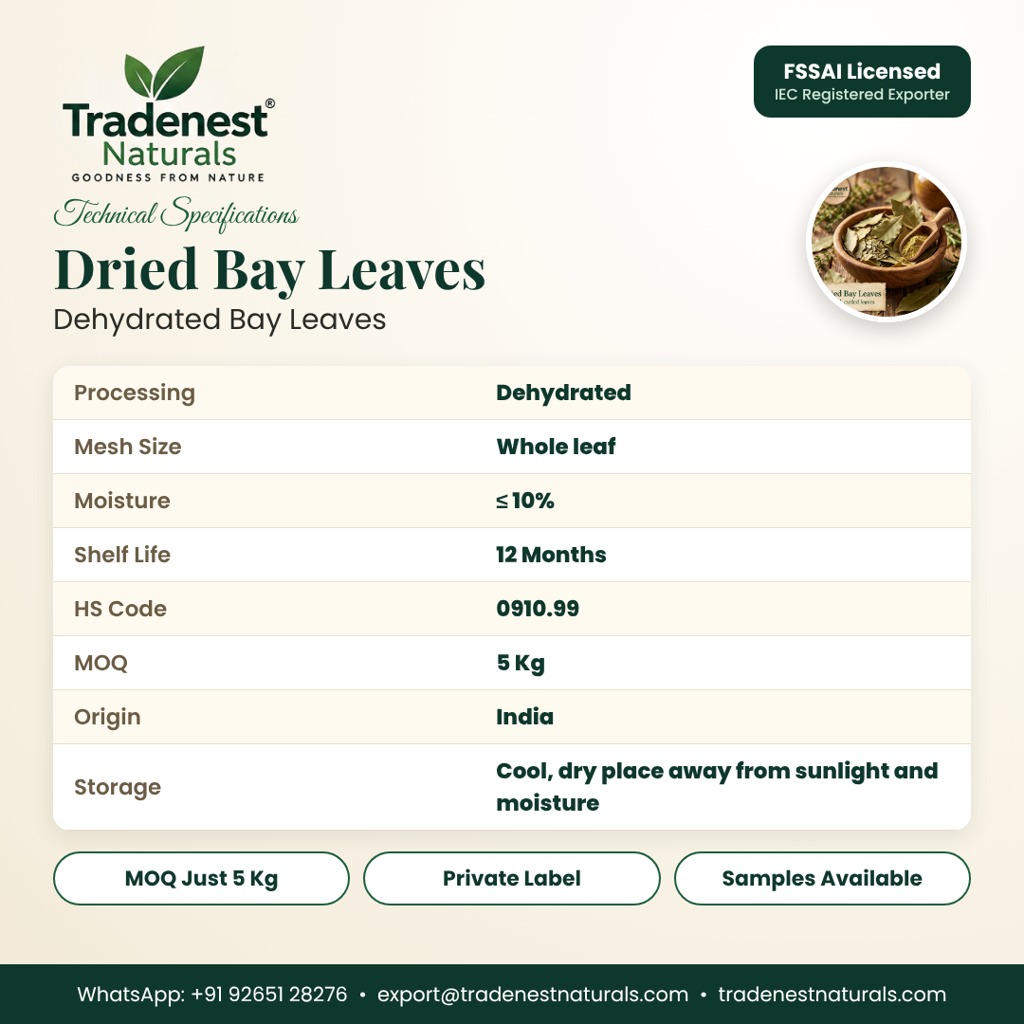 Tradenest®
Naturals
GOODNESS FROM NATURE
FSSAI Licensed
IEC Registered Exporter
Technical Specifications
Dried Bay Leaves
Dehydrated Bay Leaves
ed Bay Leaves
Processing Dehydrated
Mesh Size Whole leaf
Moisture ≤ 10%
Shelf Life 12 Months
HS Code 0910.99
MOQ 5 Kg
Origin India
Storage Cool, dry place away from sunlight and
moisture
MOQ Just 5 Kg
Private Label
Samples Available
WhatsApp: +91 92651 28276 • export@tradenestnaturals.com • tradenestnaturals.com